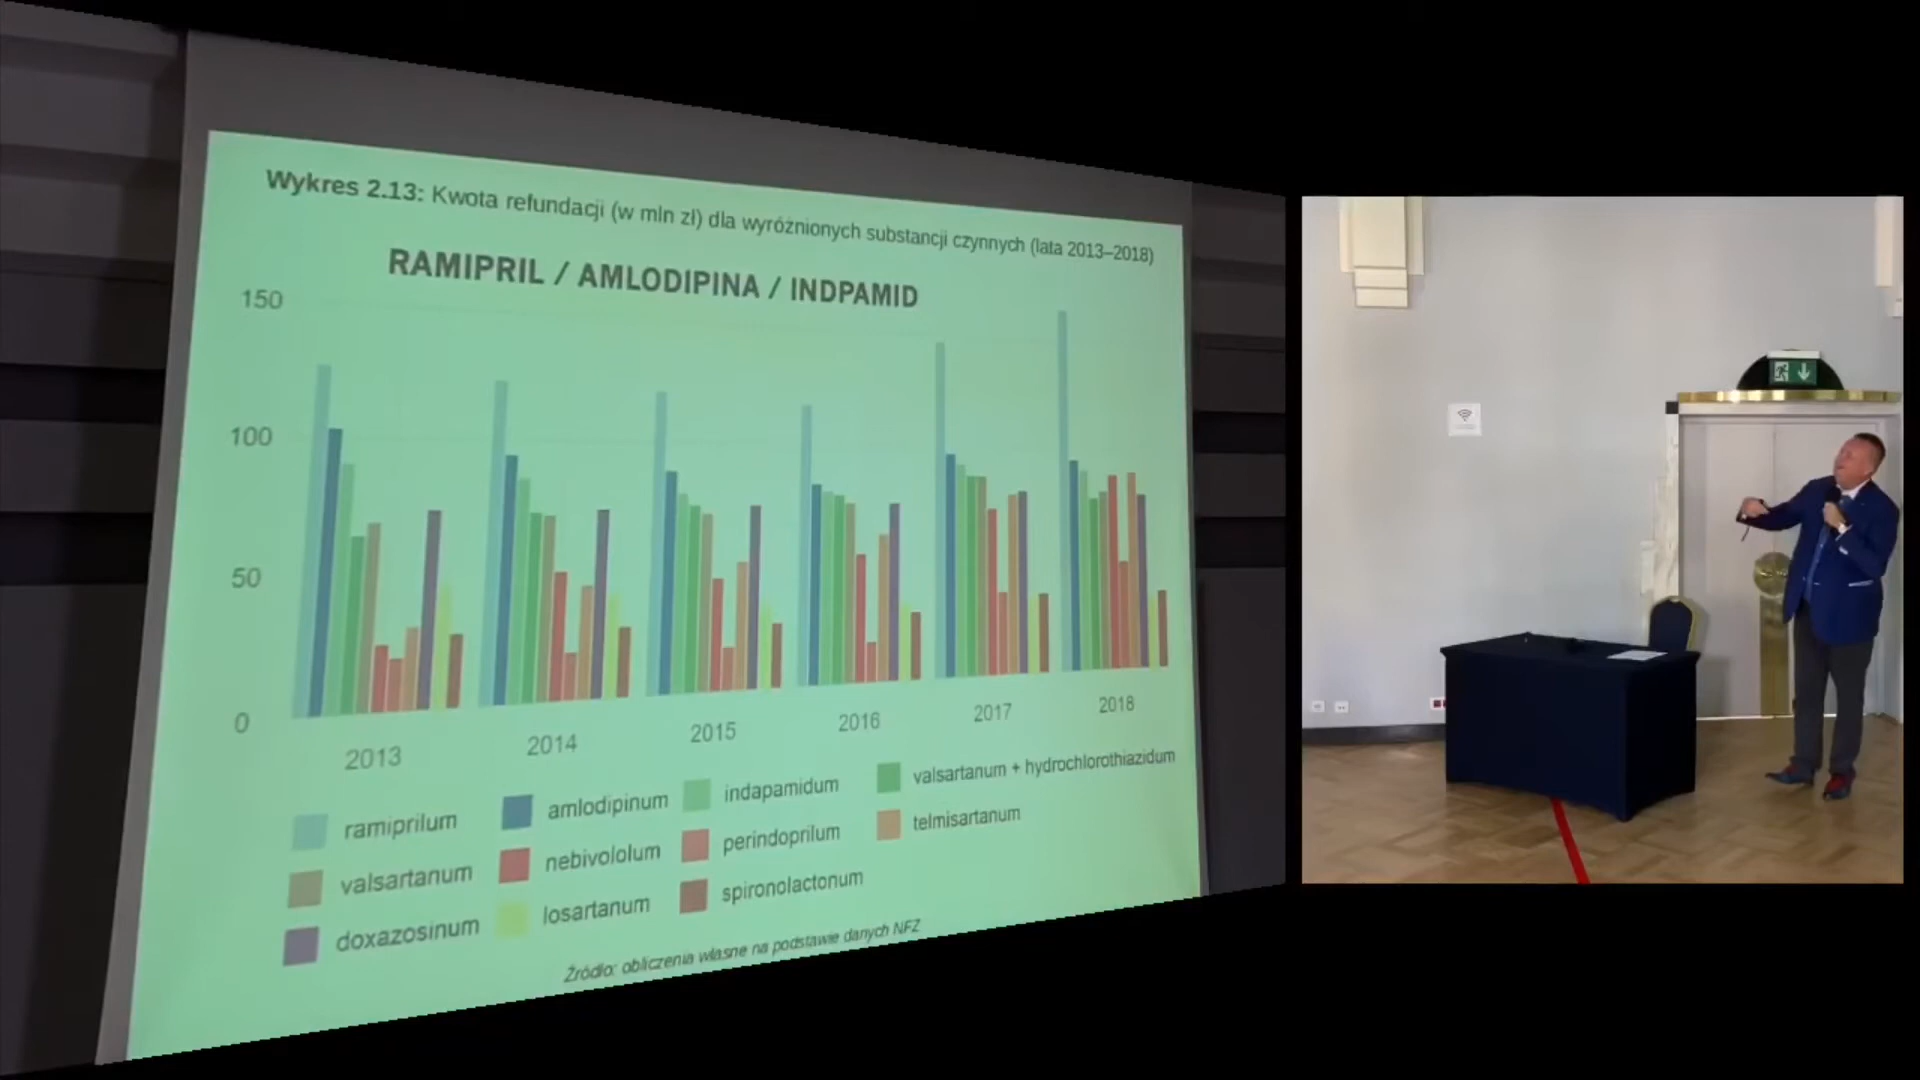 Wykres 2.13: Kwota refundacji (w mln zł) dla wyróżnionych substancji czynnych (lata 2013–2018)
RAMIPRIL / AMLODIPINA / INDPAMID
150
100
50
0
2013 2014 2015 2016 2017 2018
ramiprilum amlodipinum indapamidum valsartanum + hydrochlorothiazidum
valsartanum nebivololum perindoprilum telmisartanum
doxazosinum losartanum spironolactonum
Źródło: obliczenia własne na podstawie danych NFZ